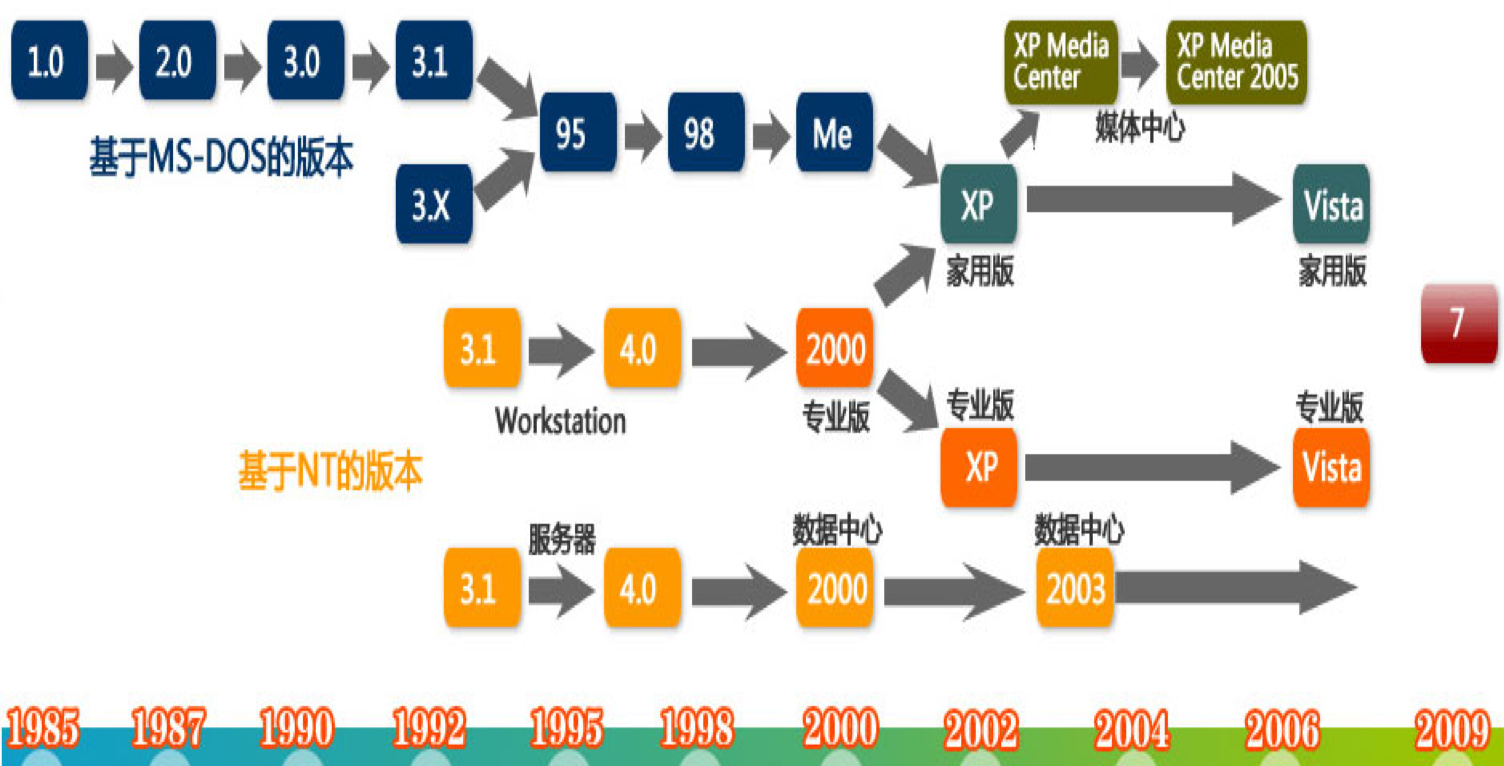 1.0
2.0
3.0
3.1
XP Media
Center
XP Media
Center 2005
媒体中心
95
98
Me
基于MS-DOS的版本
3.X
XP
家用版
Vista
家用版
7
3.1
4.0
2000
Workstation
专业版
专业版
XP
专业版
Vista
基于NT的版本
服务器
数据中心
数据中心
3.1
4.0
2000
2003
1985
1987
1990
1992
1995
1998
2000
2002
2004
2006
2009